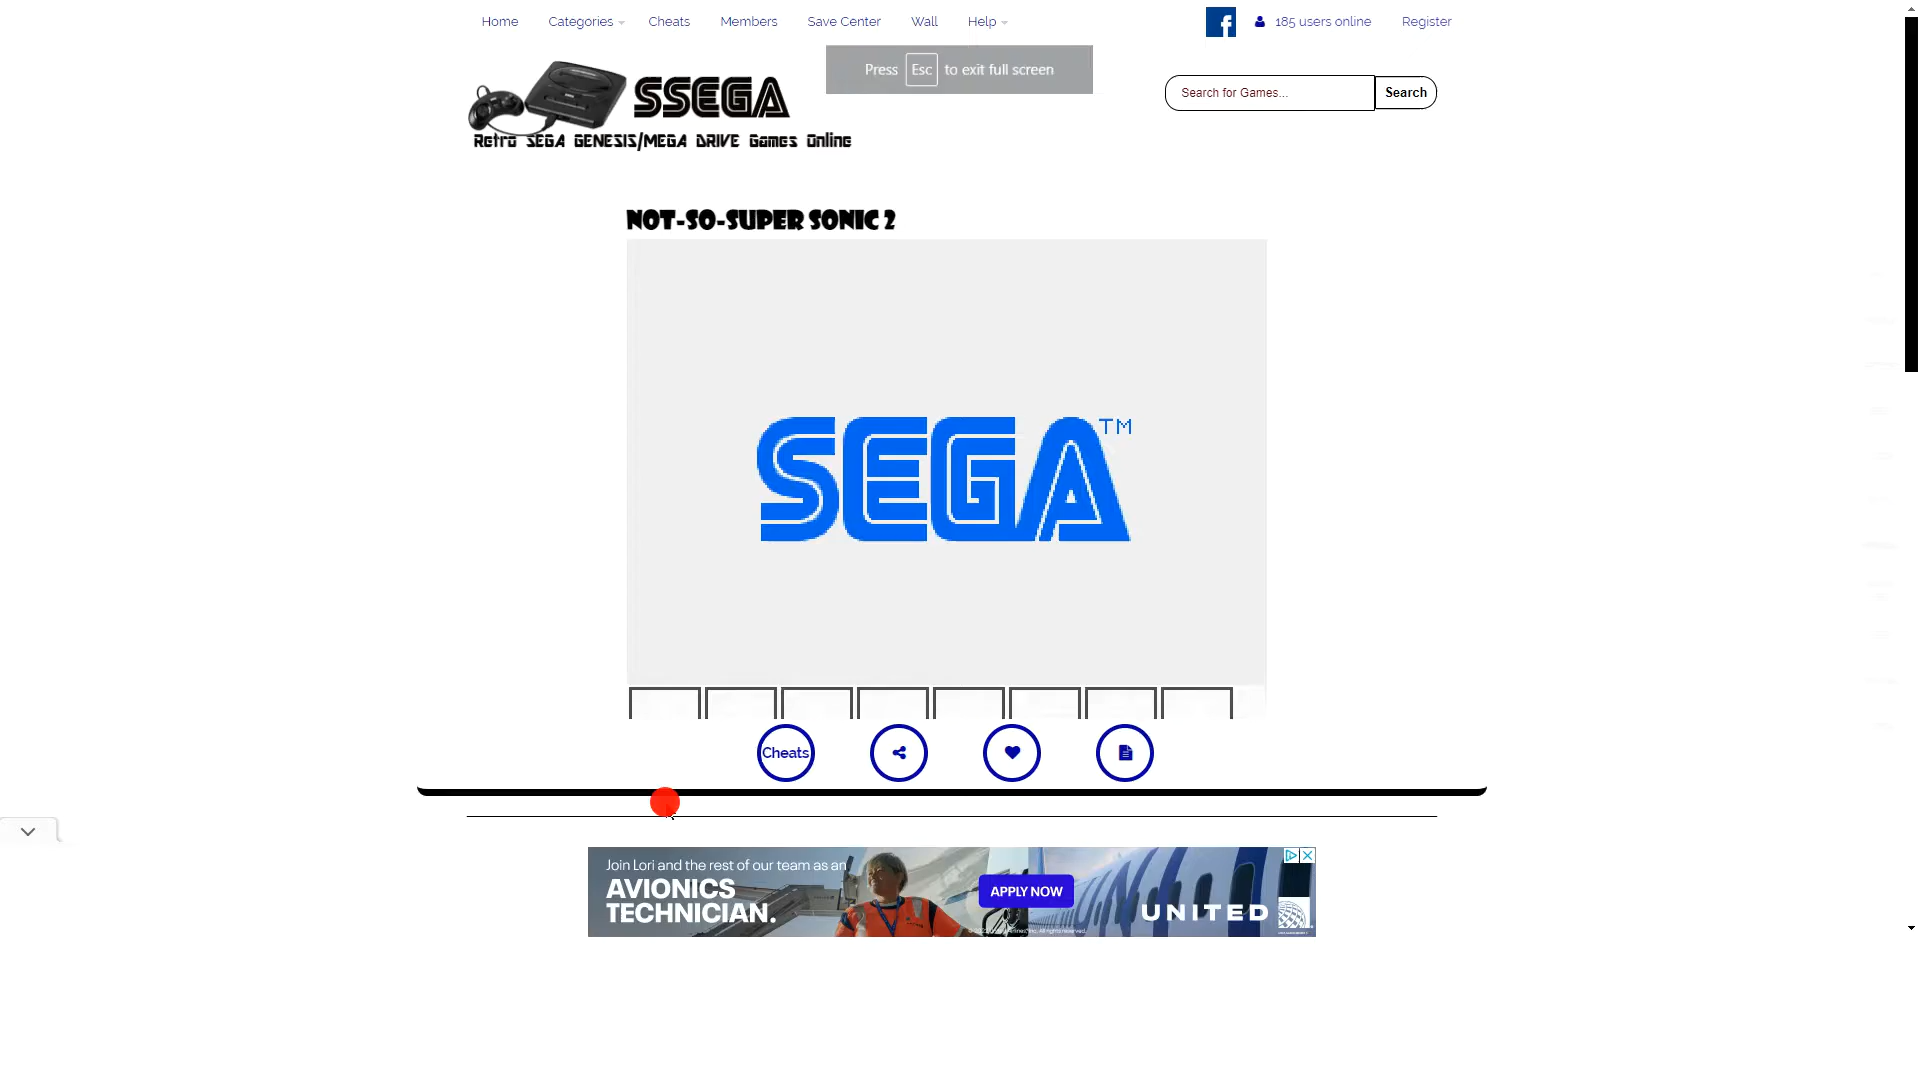 Home Categories Cheats Members Save Center Wall Help 185 users online Register
Press Esc to exit full screen
SSEGA
Retro SEGA GENESIS/MEGA DRIVE Games Online
Search for Games... Search
NOT-SO-SUPER SONIC 2
SEGA TM
Cheats
Join Lori and the rest of our team as an
AVIONICS
TECHNICIAN.
APPLY NOW
UNITED